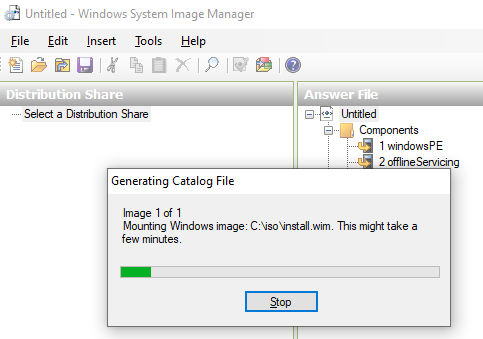 Untitled - Windows System Image Manager
File Edit Insert Tools Help
Distribution Share
Select a Distribution Share
Answer File
Untitled
Components
1 windowsPE
2 offlineServicing
Generating Catalog File
Image 1 of 1
Mounting Windows image: C:\iso\install.wim. This might take a
few minutes.
Stop